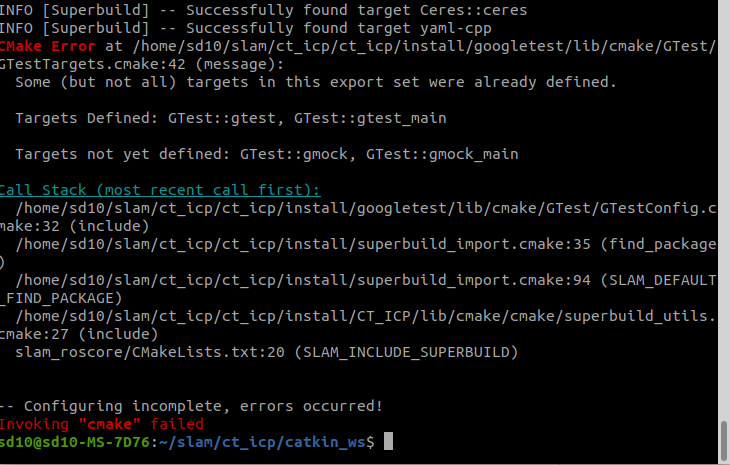 INFO [Superbuild] -- Successfully found target Ceres::ceres
INFO [Superbuild] -- Successfully found target yaml-cpp
CMake Error at /home/sd10/slam/ct_icp/ct_icp/install/googletest/lib/cmake/GTest/
GTestTargets.cmake:42 (message):
  Some (but not all) targets in this export set were already defined.
  Targets Defined: GTest::gtest, GTest::gtest_main
  Targets not yet defined: GTest::gmock, GTest::gmock_main
Call Stack (most recent call first):
  /home/sd10/slam/ct_icp/ct_icp/install/googletest/lib/cmake/GTest/GTestConfig.c
make:32 (include)
  /home/sd10/slam/ct_icp/ct_icp/install/superbuild_import.cmake:35 (find_package
)
  /home/sd10/slam/ct_icp/ct_icp/install/superbuild_import.cmake:94 (SLAM_DEFAULT
_FIND_PACKAGE)
  /home/sd10/slam/ct_icp/ct_icp/install/CT_ICP/lib/cmake/cmake/superbuild_utils.
cmake:27 (include)
  slam_roscore/CMakeLists.txt:20 (SLAM_INCLUDE_SUPERBUILD)
-- Configuring incomplete, errors occurred!
Invoking "cmake" failed
sd10@sd10-MS-7D76:~/slam/ct_icp/catkin_ws$